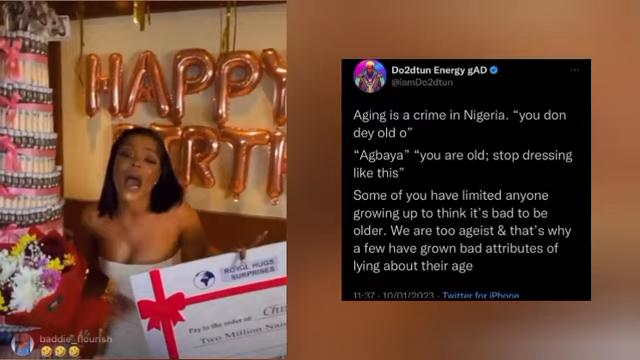 HAPPY
BIRTH
ROYAL HUGS
SURPRISES
Pay to the order of:
Two Million
baddie_flourish
Do2dtun Energy gAD
@iamDo2dtun
Aging is a crime in Nigeria. “you don
dey old o”
“Agbaya” “you are old; stop dressing
like this”
Some of you have limited anyone
growing up to think it’s bad to be
older. We are too ageist & that’s why
a few have grown bad attributes of
lying about their age
11:37 · 10/01/2023 · Twitter for iPhone